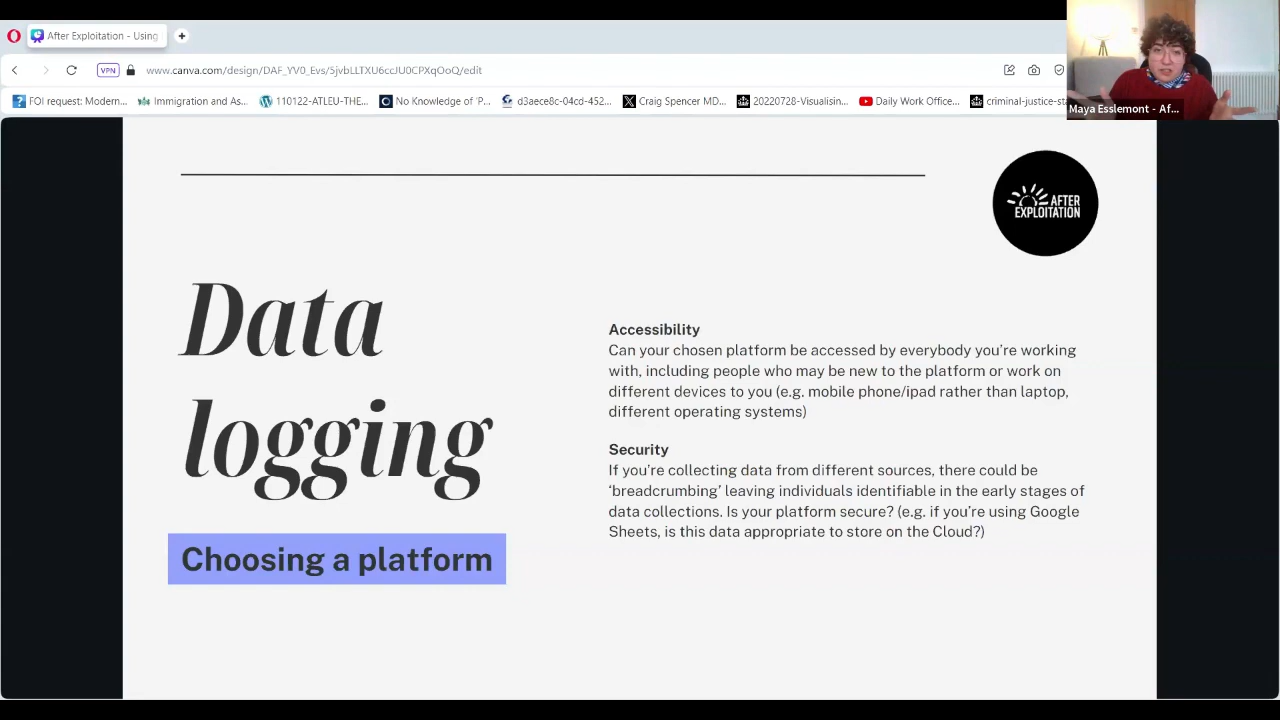 After Exploitation - Using
VPN
www.canva.com/design/DAF_YV0_Evs/5jvbLLTXU6ccJU0CPXqOoQ/edit
FOI request: Modern...
Immigration and As...
110122-ATLEU-THE...
No Knowledge of 'P...
d3aece8c-04cd-452...
Craig Spencer MD...
20220728-Visualisin...
Daily Work Office...
criminal-justice-sta
Maya Esslemont - Af...
AFTER
EXPLOITATION
Data
logging
Choosing a platform
Accessibility
Can your chosen platform be accessed by everybody you're working
with, including people who may be new to the platform or work on
different devices to you (e.g. mobile phone/ipad rather than laptop,
different operating systems)
Security
If you're collecting data from different sources, there could be
'breadcrumbing' leaving individuals identifiable in the early stages of
data collections. Is your platform secure? (e.g. if you're using Google
Sheets, is this data appropriate to store on the Cloud?)